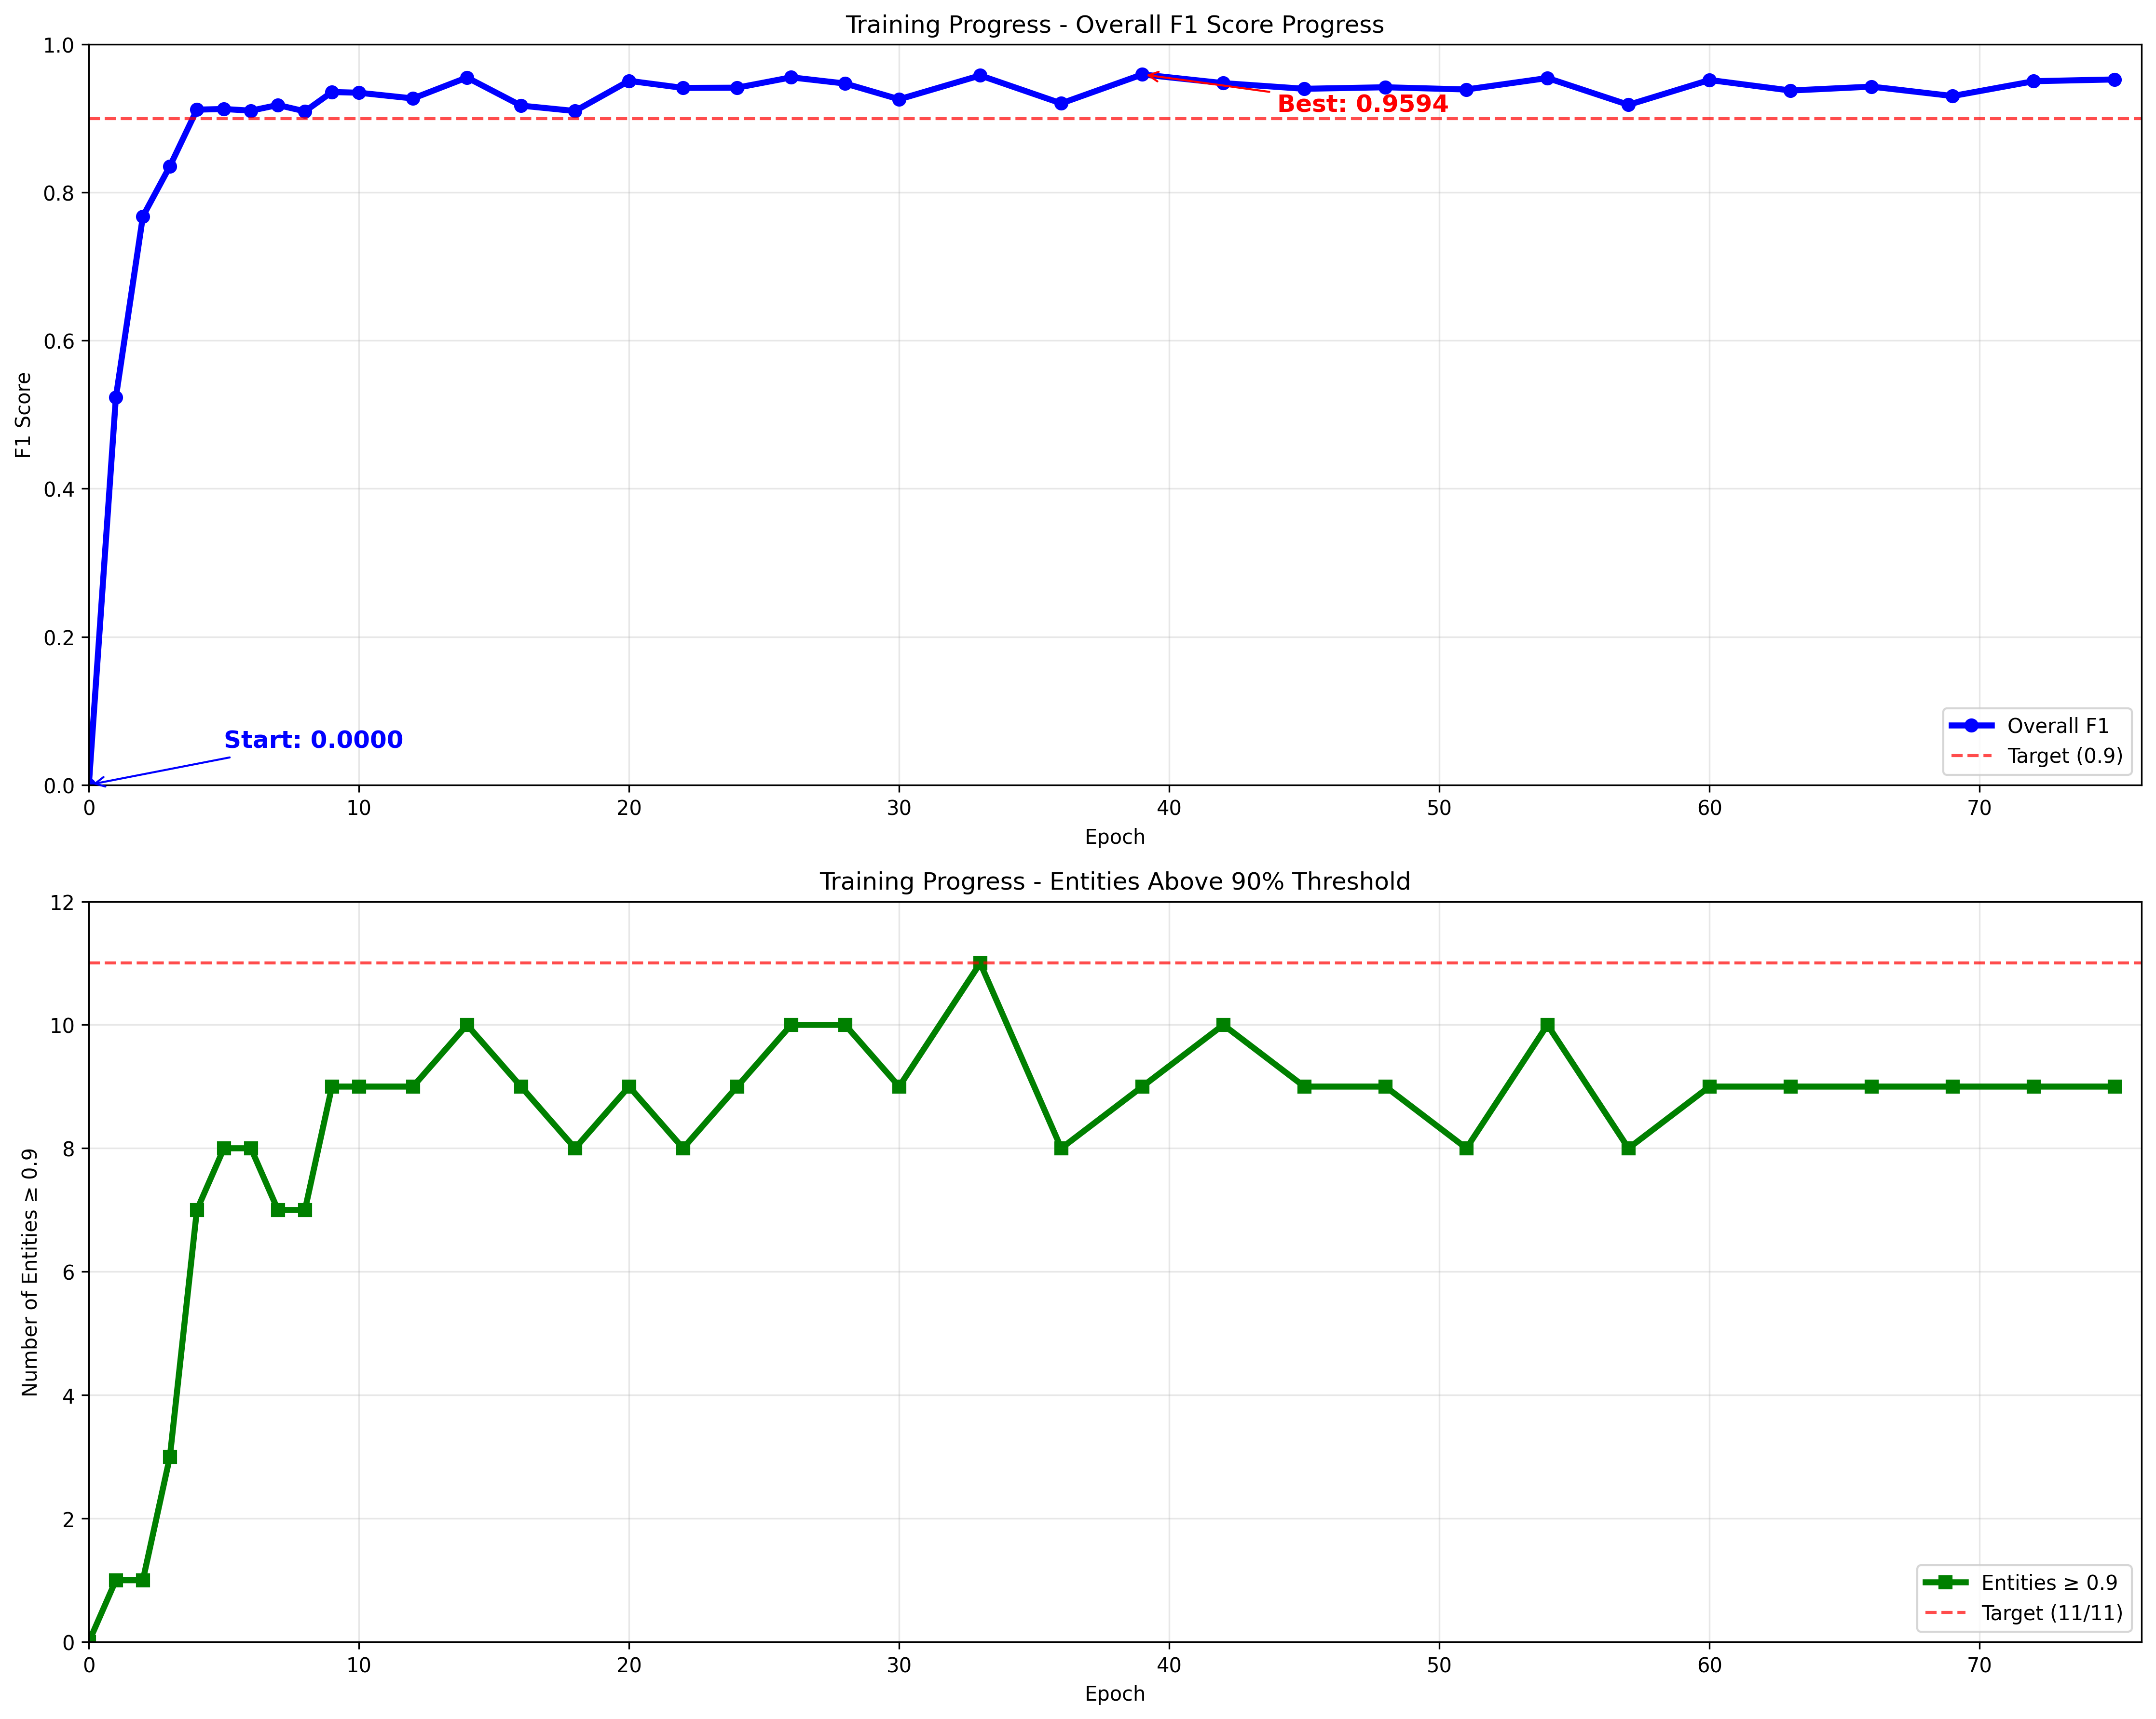 Training Progress - Overall F1 Score Progress
1.0
0.8
0.6
0.4
0.2
0.0
F1 Score
Best: 0.9594
Start: 0.0000
Overall F1
Target (0.9)
0 10 20 30 40 50 60 70
Epoch
Training Progress - Entities Above 90% Threshold
12
10
8
6
4
2
0
Number of Entities ≥ 0.9
Entities ≥ 0.9
Target (11/11)
0 10 20 30 40 50 60 70
Epoch